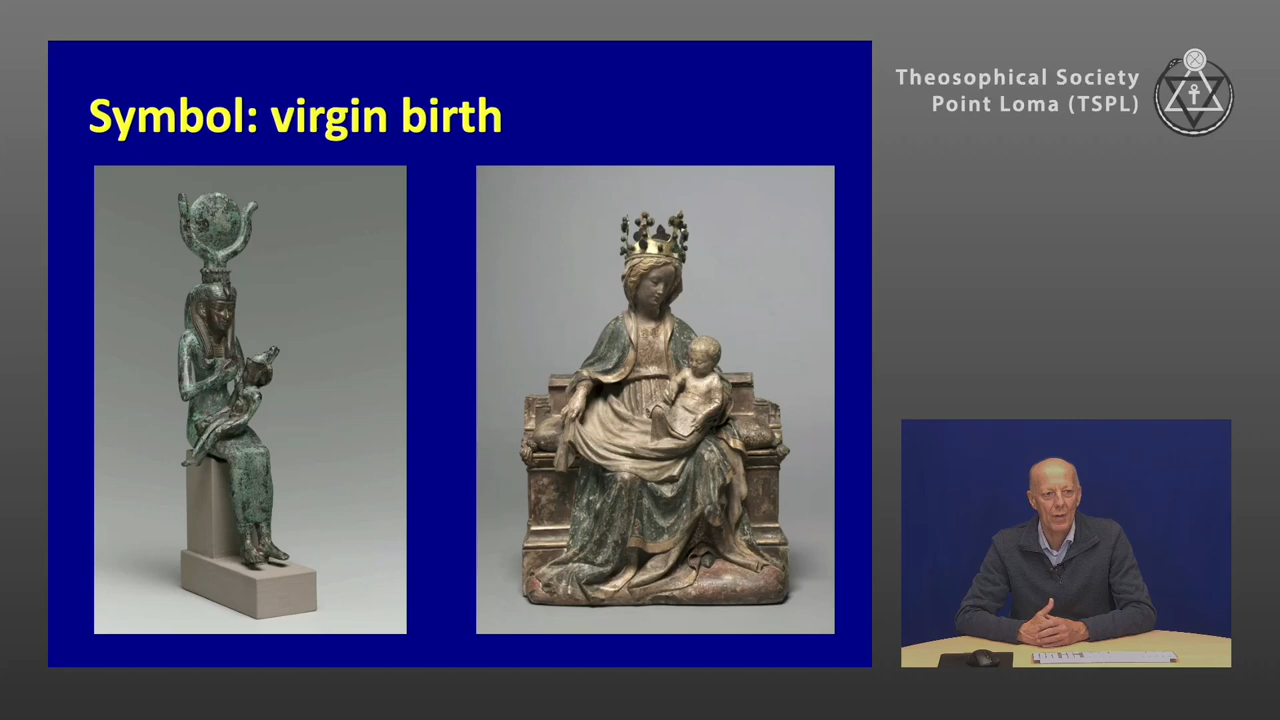 Symbol: virgin birth
Theosophical Society
Point Loma (TSPL)